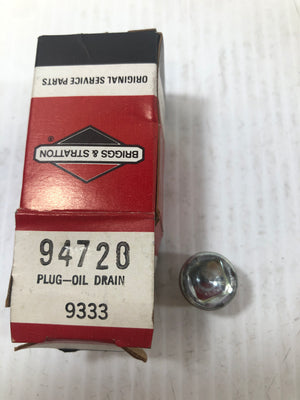 ORIGINAL SERVICE PARTS
BRIGGS & STRATTON
®
94720
PLUG-OIL DRAIN
9333